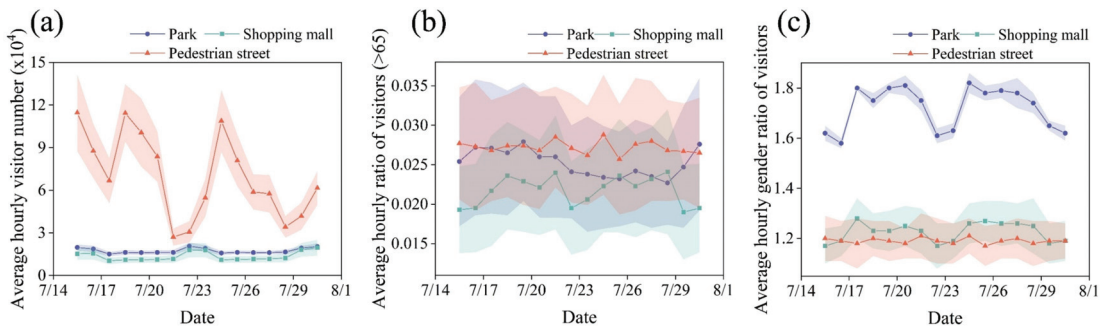 (a)
Park
Shopping mall
Pedestrian street
Average hourly visitor number (x10⁴)
15
12
9
6
3
0
7/14
7/17
7/20
7/23
7/26
7/29
8/1
Date
(b)
Park
Shopping mall
Pedestrian street
Average hourly ratio of visitors (>65)
0.035
0.030
0.025
0.020
0.015
7/14
7/17
7/20
7/23
7/26
7/29
8/1
Date
(c)
Park
Shopping mall
Pedestrian street
Average hourly gender ratio of visitors
1.8
1.6
1.4
1.2
7/14
7/17
7/20
7/23
7/26
7/29
8/1
Date